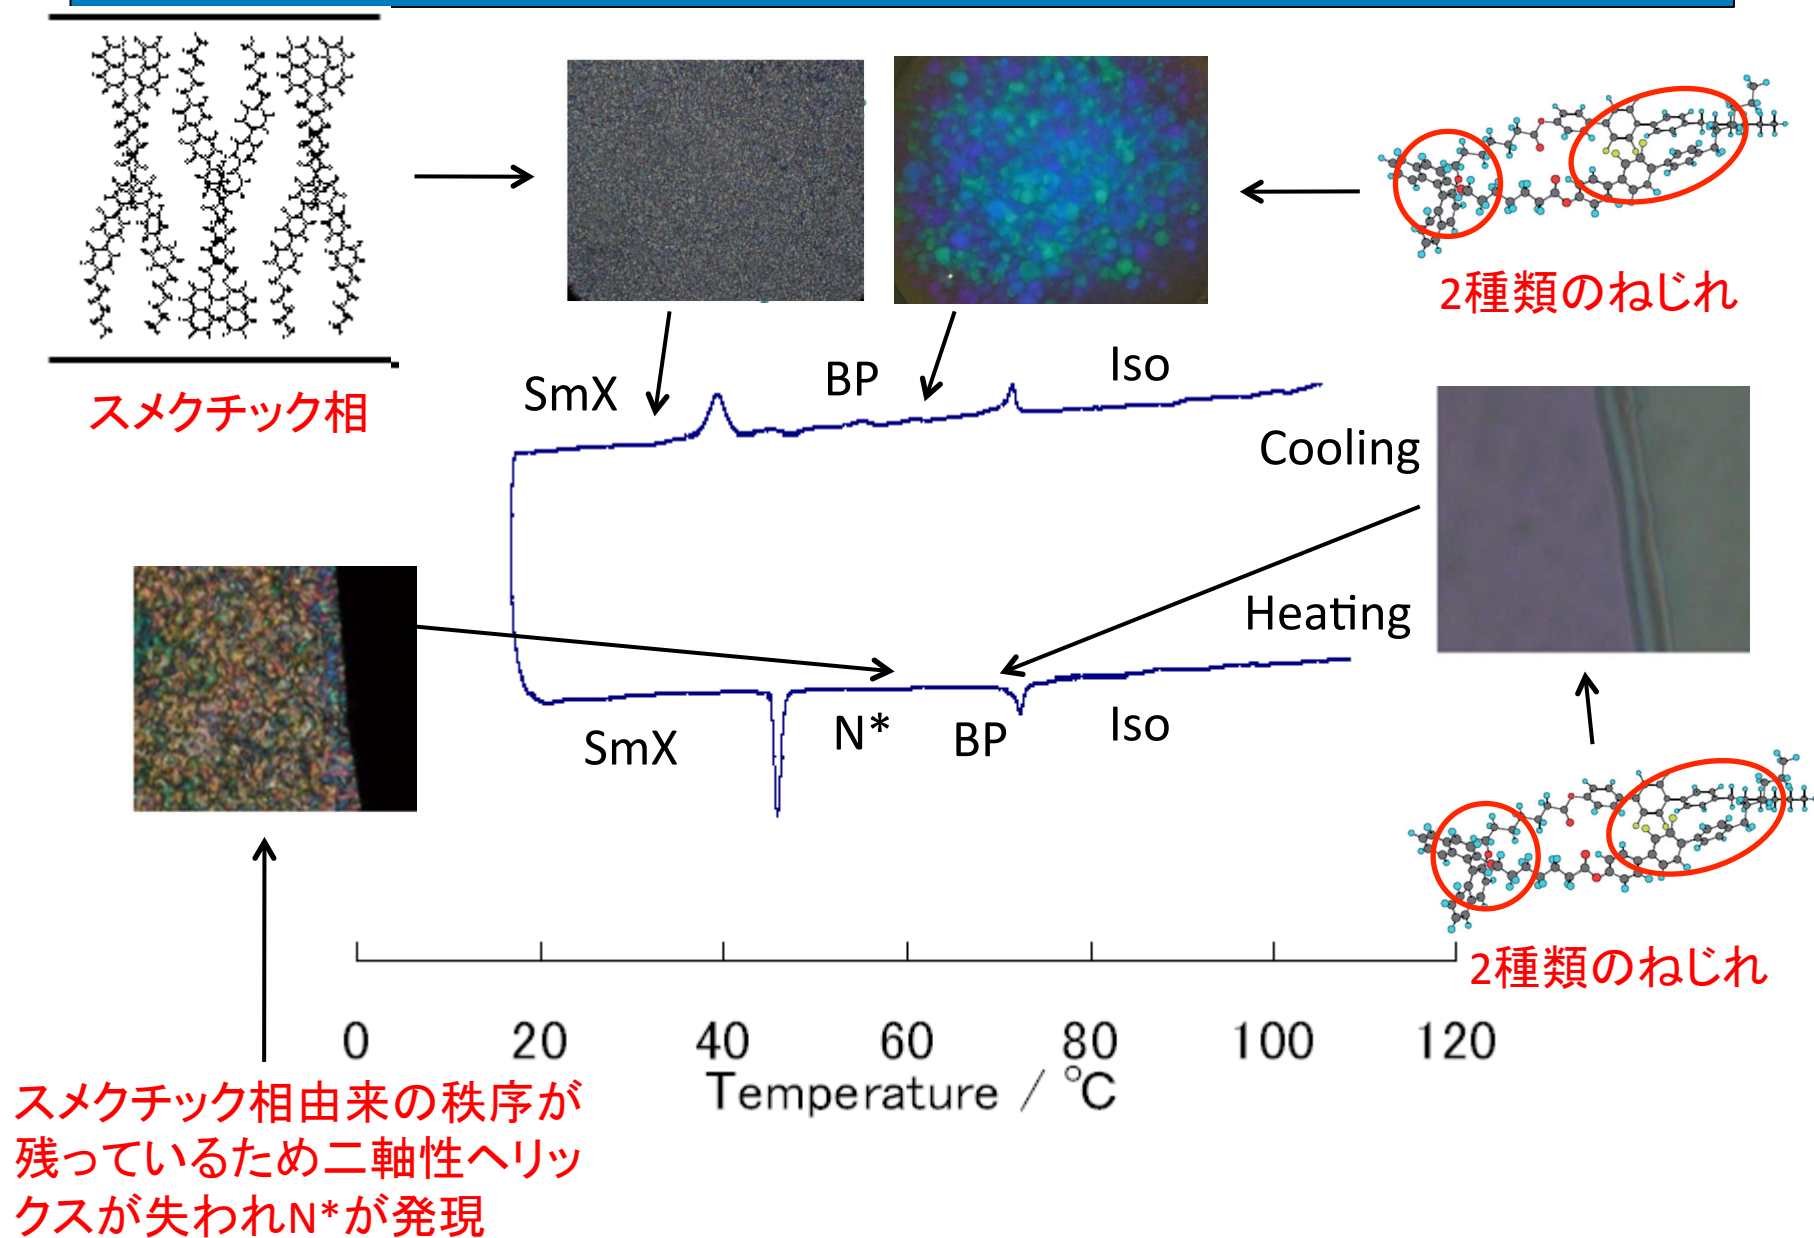 2種類のねじれ
スメクチック相
SmX
BP
Iso
Cooling
Heating
SmX
N*
BP
Iso
2種類のねじれ
0 20 40 60 80 100 120
Temperature / ℃
スメクチック相由来の秩序が
残っているため二軸性ヘリッ
クスが失われN*が発現